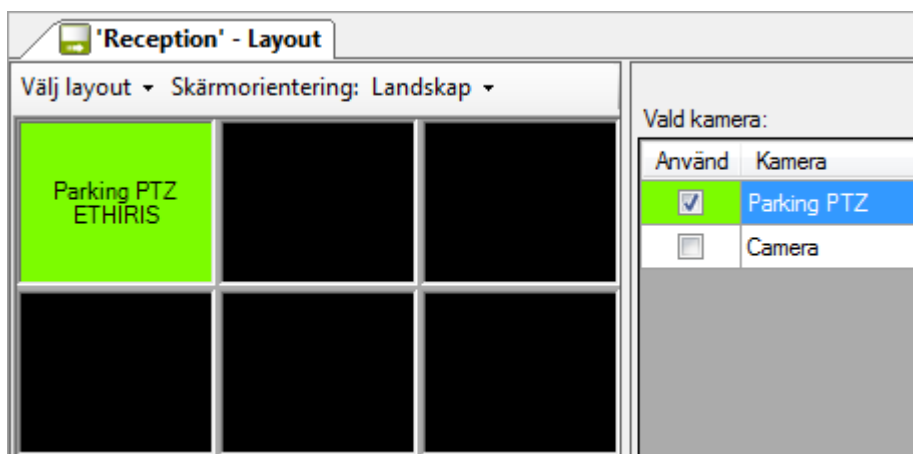 'Reception' - Layout
Välj layout Skärmorientering: Landskap
Parking PTZ
ETHIRIS
Vald kamera:
Använd Kamera
Parking PTZ
Camera